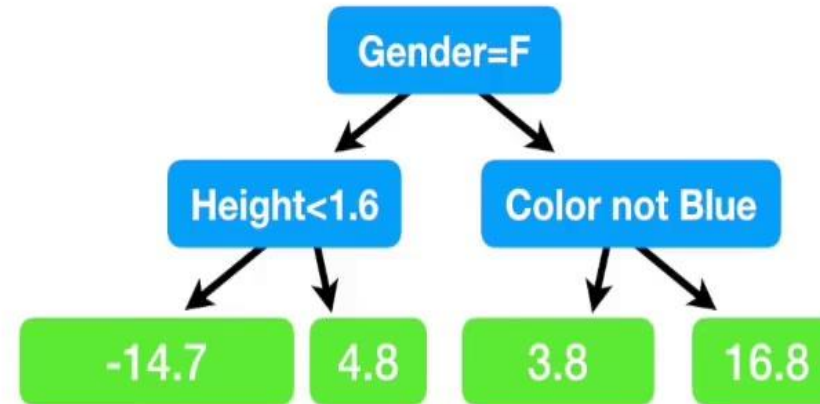 Gender=F
Height<1.6
Color not Blue
-14.7
4.8
3.8
16.8